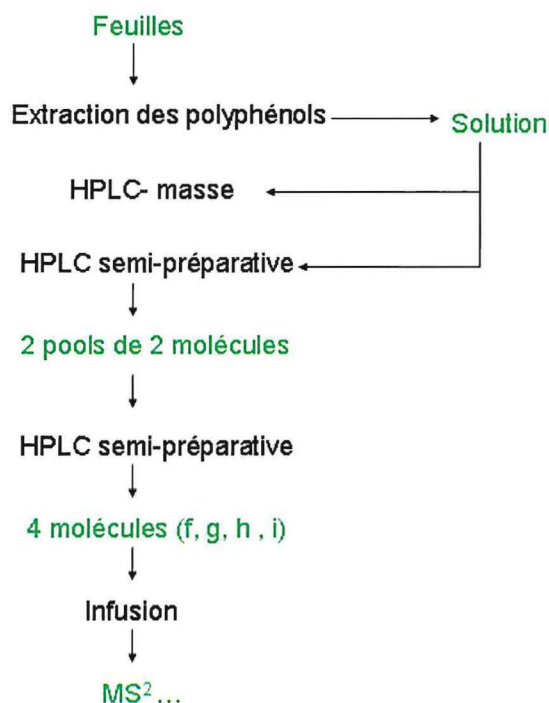 Feuilles
Extraction des polyphénols
Solution
HPLC- masse
HPLC semi-préparative
2 pools de 2 molécules
HPLC semi-préparative
4 molécules (f, g, h , i)
Infusion
MS² ...